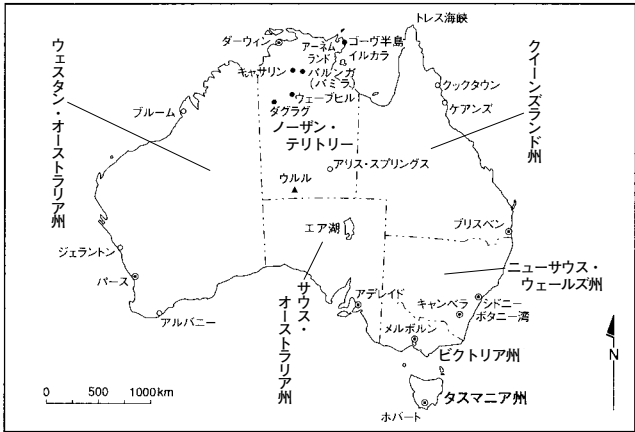 トレス海峡
ダーウィン
アーネム
ランド
ゴーヴ半島
イルカラ
キャサリン
バルンガ
(バミラ)
ウェーブヒル
ダグラグ
ノーザン・
テリトリー
クックタウン
ケアンズ
クイーンズランド州
ウェスタン・オーストラリア州
ブルーム
アリス・スプリングス
ウルル
エア湖
ブリスベン
ジェラントン
パース
アルバニー
サウス・
オーストラリア州
アデレイド
ニューサウス・
ウェールズ州
キャンベラ
シドニー
ボタニー湾
メルボルン
ビクトリア州
タスマニア州
ホバート
0 500 1000km
N